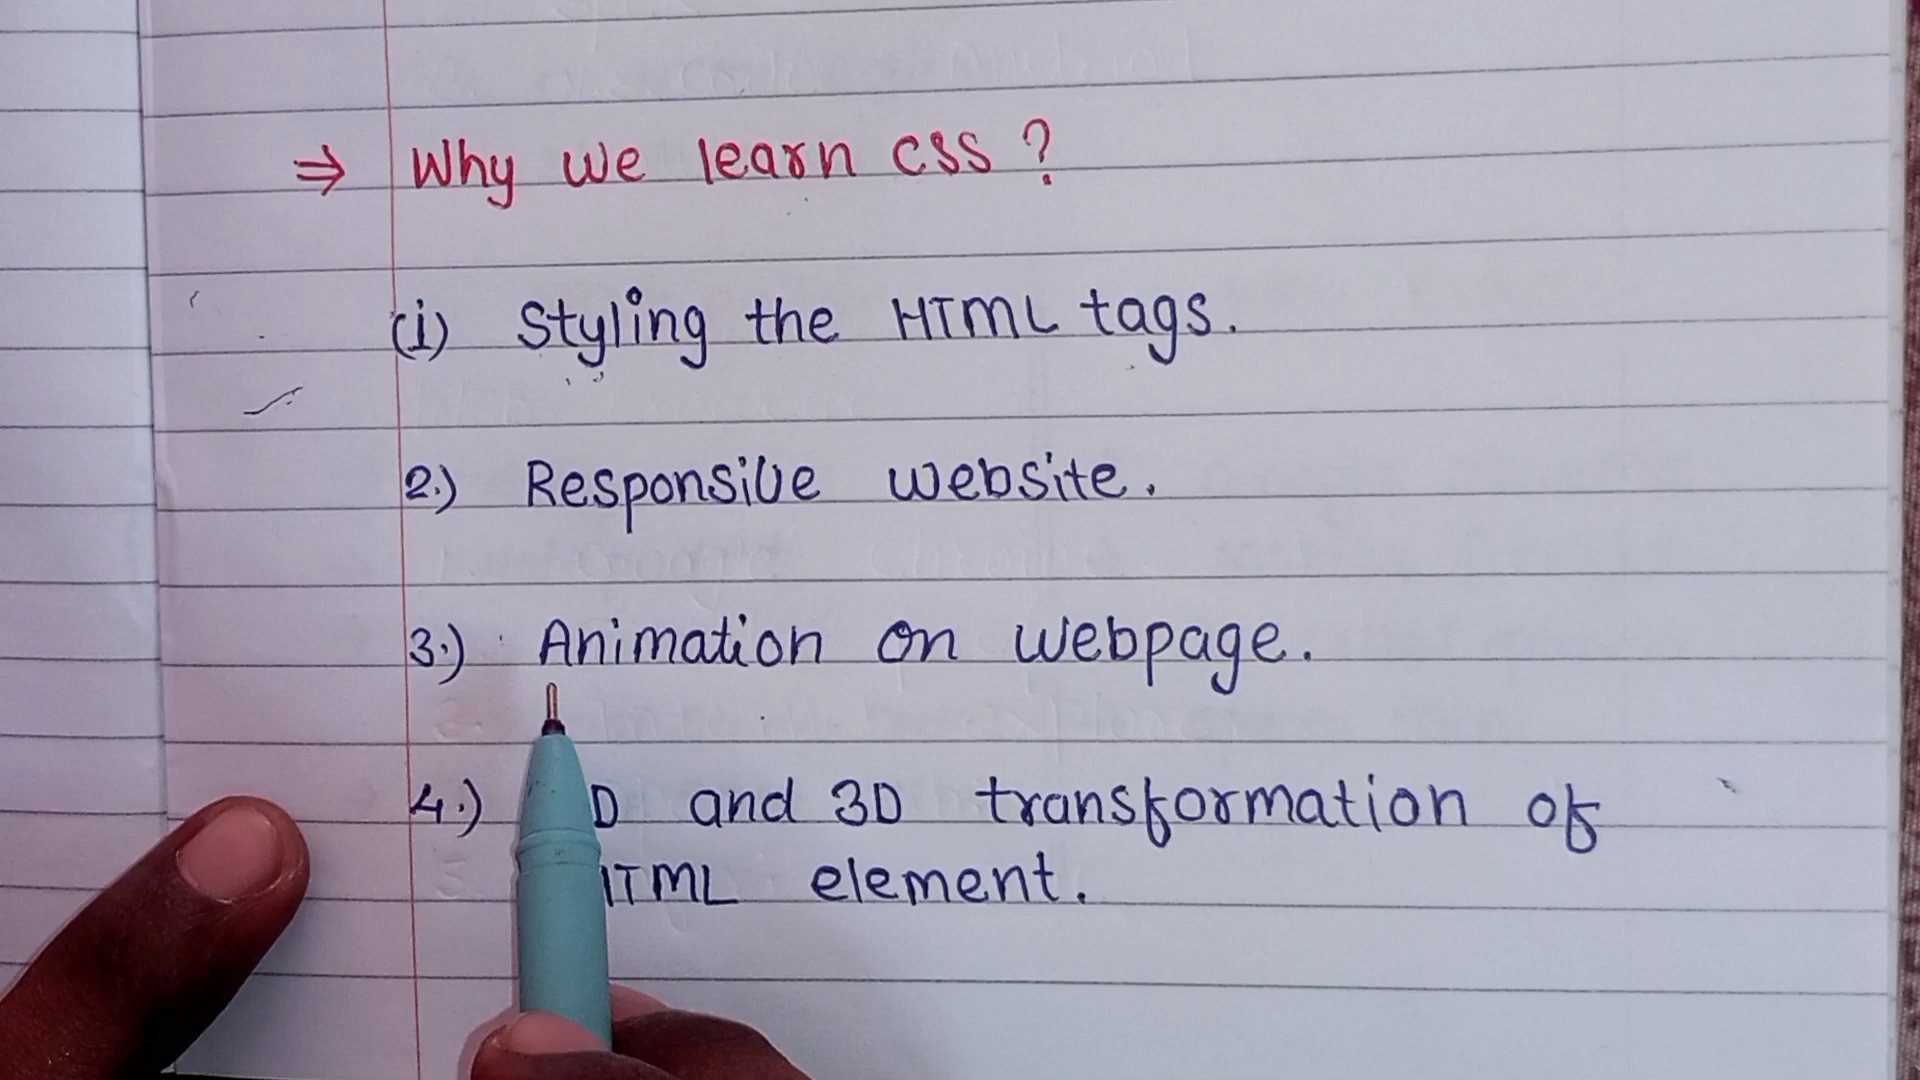 ⇒ Why we learn CSS ?
(i) Styling the HTML tags.
2.) Responsive website.
3.) Animation on webpage.
4.) D and 3D transformation of
element.